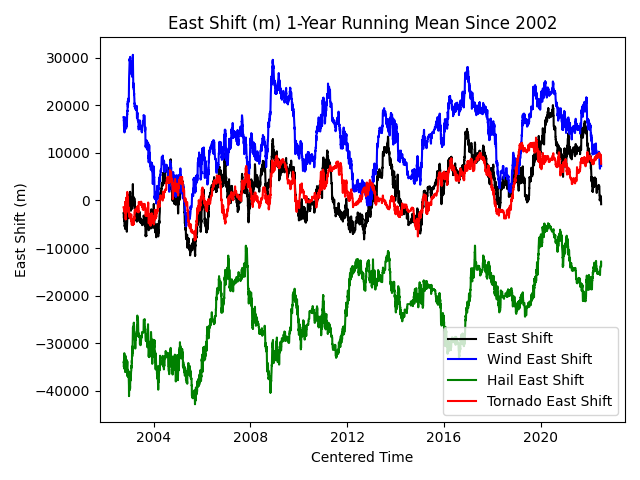 East Shift (m) 1-Year Running Mean Since 2002
East Shift (m)
30000
20000
10000
0
−10000
−20000
−30000
−40000
East Shift
Wind East Shift
Hail East Shift
Tornado East Shift
2004 2008 2012 2016 2020
Centered Time